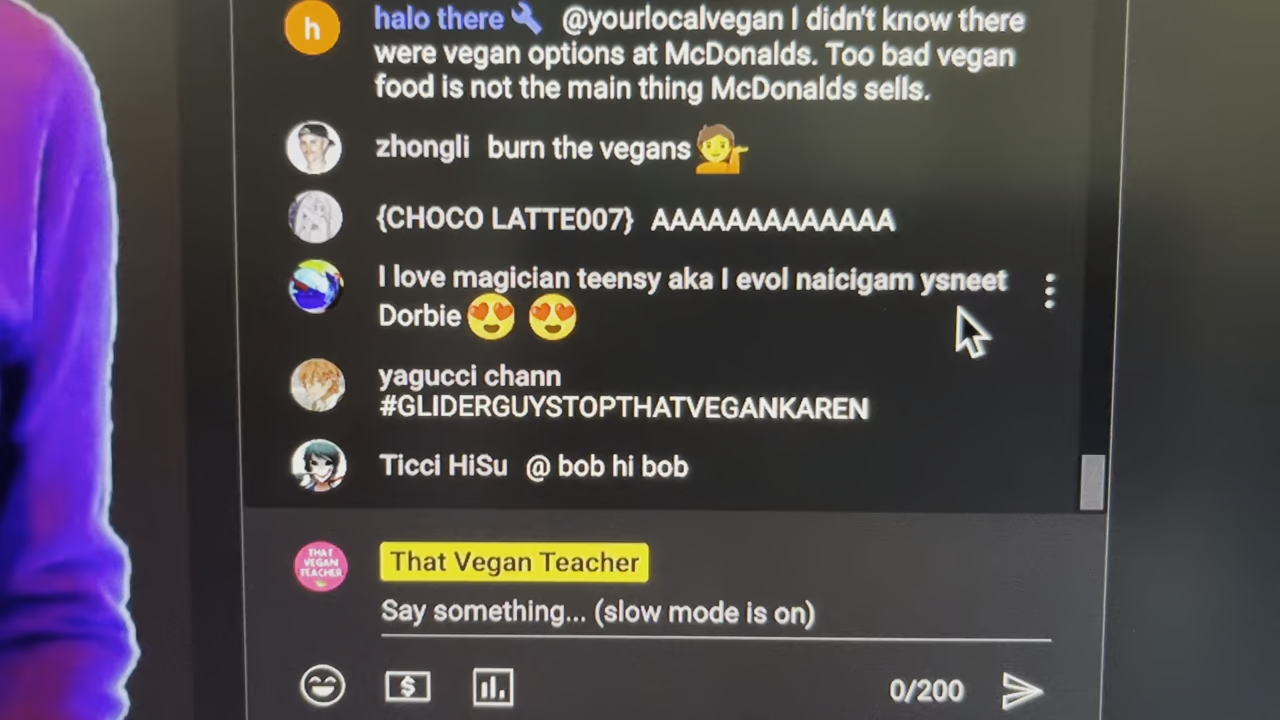 h halo there @yourlocalvegan I didn't know there
were vegan options at McDonalds. Too bad vegan
food is not the main thing McDonalds sells.
zhongli burn the vegans
{CHOCO LATTE007} AAAAAAAAAAAAA
I love magician teensy aka I evol naicigam ysneet
Dorbie
yagucci chann
#GLIDERGUYSTOPTHATVEGANKAREN
Ticci HiSu @ bob hi bob
THAT
VEGAN
TEACHER
That Vegan Teacher
Say something... (slow mode is on)
$
0/200